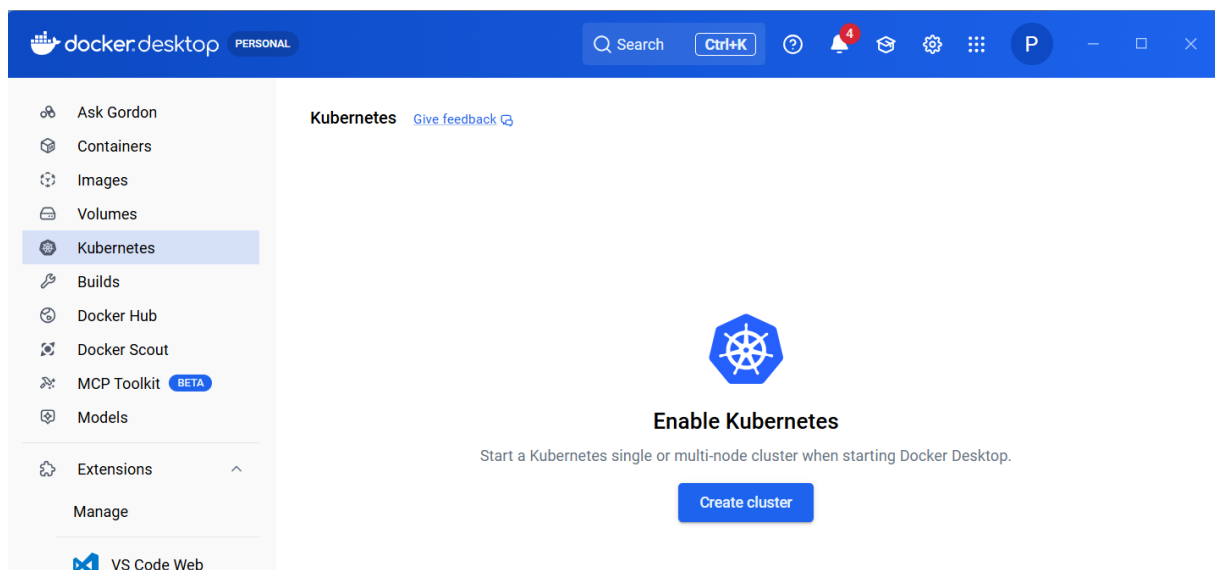 docker.desktop PERSONAL Search Ctrl+K 4 P
Ask Gordon
Containers
Images
Volumes
Kubernetes
Builds
Docker Hub
Docker Scout
MCP Toolkit BETA
Models
Extensions
Manage
VS Code Web
Kubernetes Give feedback
Enable Kubernetes
Start a Kubernetes single or multi-node cluster when starting Docker Desktop.
Create cluster